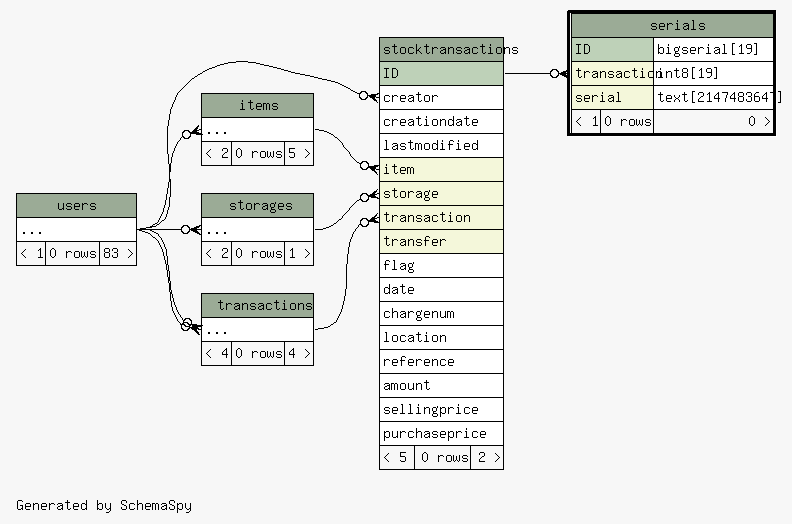 users
...
< 1 0 rows 83 >
items
...
< 2 0 rows 5 >
storages
...
< 2 0 rows 1 >
transactions
...
< 4 0 rows 4 >
stocktransactions
ID
creator
creationdate
lastmodified
item
storage
transaction
transfer
flag
date
chargenum
location
reference
amount
sellingprice
purchaseprice
< 5 0 rows 2 >
serials
ID bigserial[19]
transaction int8[19]
serial text[2147483647]
< 1 0 rows 0 >
Generated by SchemaSpy